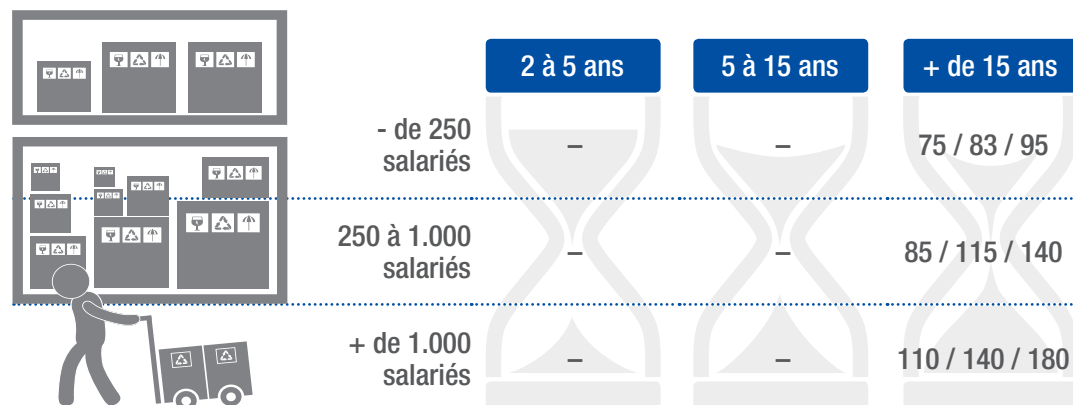 2 à 5 ans
5 à 15 ans
+ de 15 ans
- de 250
salariés
–
–
75 / 83 / 95
250 à 1.000
salariés
–
–
85 / 115 / 140
+ de 1.000
salariés
–
–
110 / 140 / 180